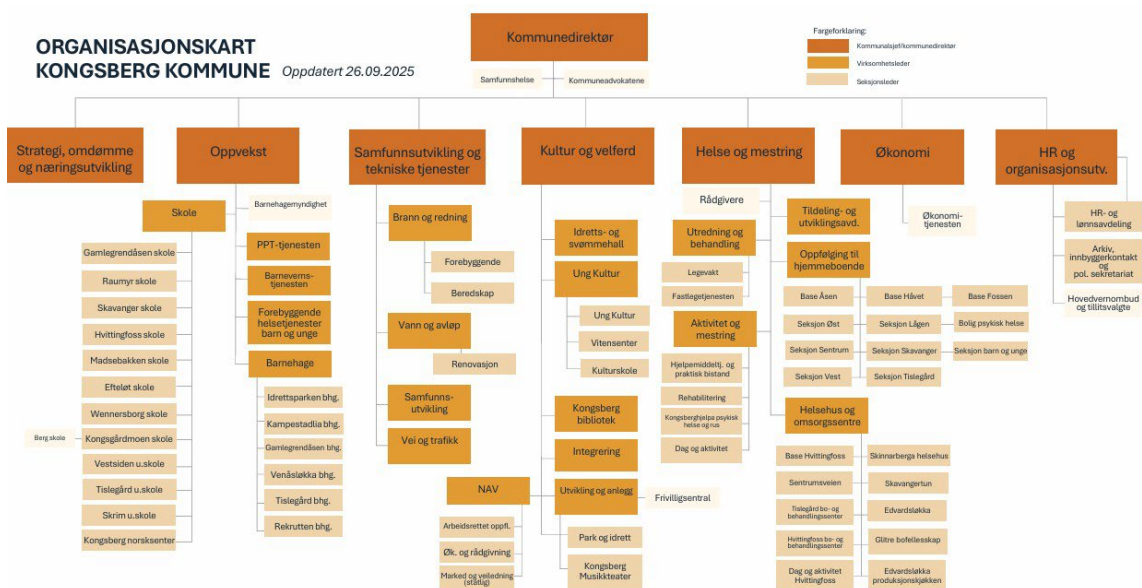 ORGANISASJONSKART
KONGSBERG KOMMUNE Oppdatert 26.09.2025
Kommunedirektør
Samfunnshelse
Kommuneadvokatene
Fargeforklaring:
Kommunalsjef/kommunedirektør
Virksomhetsleder
Seksjonsleder
Strategi, omdømme
og næringsutvikling
Oppvekst
Barnehagemyndighet
Skole
Gamlegrendåsen skole
Raumyr skole
Skavanger skole
Hvittingfoss skole
Madsebakken skole
Efteløt skole
Wennersborg skole
Berg skole
Kongsgårdmoen skole
Vestsiden u.skole
Tislegård u.skole
Skrim u.skole
Kongsberg norsksenter
PPT-tjenesten
Barneverns-
tjenesten
Forebyggende
helsetjenester
barn og unge
Barnehage
Idrettsparken bhg.
Kampestadlia bhg.
Gamlegrendåsen bhg.
Venåsløkka bhg.
Tislegård bhg.
Rekrutten bhg.
Samfunnsutvikling og
tekniske tjenester
Brann og redning
Forebyggende
Beredskap
Vann og avløp
Renovasjon
Samfunns-
utvikling
Vei og trafikk
Kultur og velferd
Idretts- og
svømmehall
Ung Kultur
Ung Kultur
Vitensenter
Kulturskole
Kongsberg
bibliotek
Integrering
NAV
Arbeidsrettet oppfl.
Øk. og rådgivning
Marked og veiledning
(statlig)
Utvikling og anlegg
Frivilligsentral
Park og idrett
Kongsberg
Musikkteater
Helse og mestring
Rådgivere
Utredning og
behandling
Legevakt
Fastlegetjenesten
Aktivitet og
mestring
Hjelpemiddeltj. og
praktisk bistand
Rehabilitering
Kongsberghjelpa psykisk
helse og rus
Dag og aktivitet
Tildeling- og
utviklingsavd.
Oppfølging til
hjemmeboende
Base Åsen
Base Håvet
Base Fossen
Seksjon Øst
Seksjon Lågen
Bolig psykisk helse
Seksjon Sentrum
Seksjon Skavanger
Seksjon barn og unge
Seksjon Vest
Seksjon Tislegård
Helsehus og
omsorgssentre
Base Hvittingfoss
Skinnarberga helsehus
Sentrumsveien
Skavangertun
Tislegård bo- og
behandlingssenter
Edvardsløkka
Hvittingfoss bo- og
behandlingssenter
Glitre bofellesskap
Dag og aktivitet
Hvittingfoss
Edvardsløkka
produksjonskjøkken
Økonomi
Økonomi-
tjenesten
HR og
organisasjonsutv.
HR- og
lønnsavdeling
Arkiv,
innbyggerkontakt
og
pol. sekretariat
Hovedvernombud og
tillitsvalgte